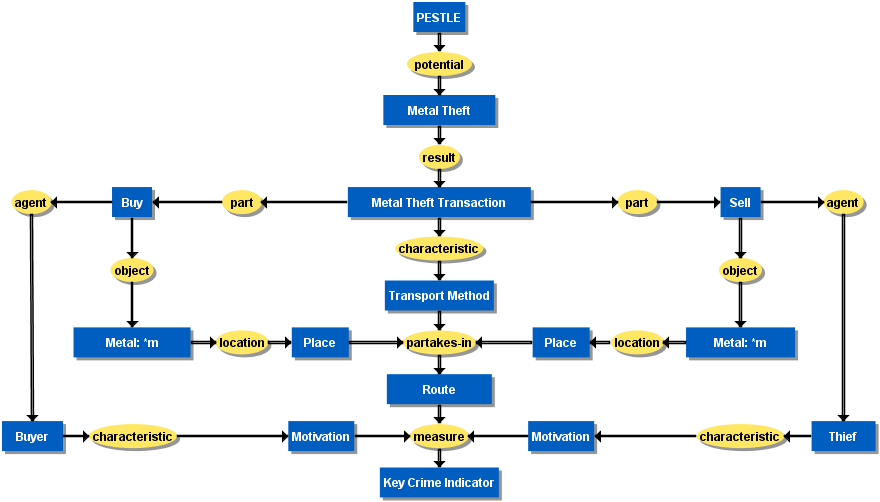 PESTLE
potential
Metal Theft
result
agent Buy part Metal Theft Transaction part Sell agent
characteristic
object object
Transport Method
Metal: *m location Place partakes-in Place location Metal: *m
Route
Buyer characteristic Motivation measure Motivation characteristic Thief
Key Crime Indicator